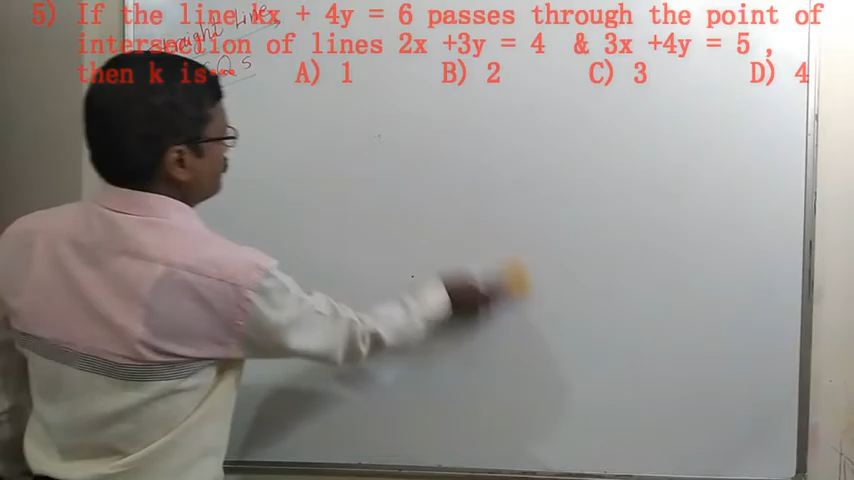 5) If the line kx + 4y = 6 passes through the point of
intersection of lines 2x +3y = 4 & 3x +4y = 5 ,
then k is... A) 1 B) 2 C) 3 D) 4
Line